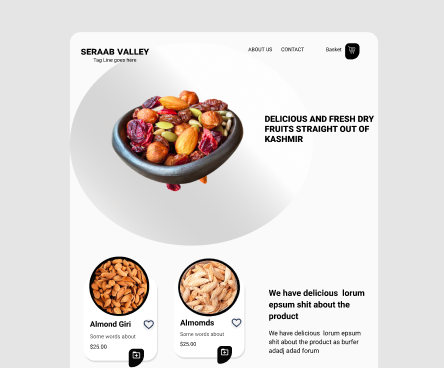 SERAAB VALLEY
Tag Line goes here
ABOUT US CONTACT Basket
DELICIOUS AND FRESH DRY
FRUITS STRAIGHT OUT OF
KASHMIR
Almond Giri
Some words about
$25.00
Almomds
Some words about
$25.00
We have delicious lorum
epsum shit about the
product
We have delicious lorum epsum
shit about the product as burfer
adadj adad forum